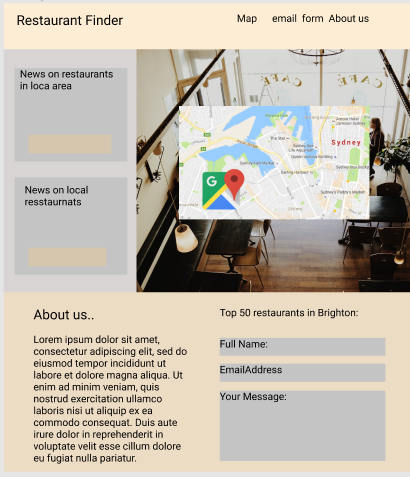 Restaurant Finder
Map email form About us
News on restaurants
in loca area
CAFE
CAFE
Sydney
News on local
resstaurnats
About us..
Lorem ipsum dolor sit amet,
consectetur adipiscing elit, sed do
eiusmod tempor incididunt ut
labore et dolore magna aliqua. Ut
enim ad minim veniam, quis
nostrud exercitation ullamco
laboris nisi ut aliquip ex ea
commodo consequat. Duis aute
irure dolor in reprehenderit in
voluptate velit esse cillum dolore
eu fugiat nulla pariatur.
Top 50 restaurants in Brighton:
Full Name:
EmailAddress
Your Message: